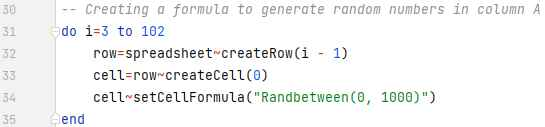 30 -- Creating a formula to generate random numbers in column A
31 do i=3 to 102
32 row=spreadsheet~createRow(i - 1)
33 cell=row~createCell(0)
34 cell~setCellFormula("Randbetween(0, 1000)")
35 end